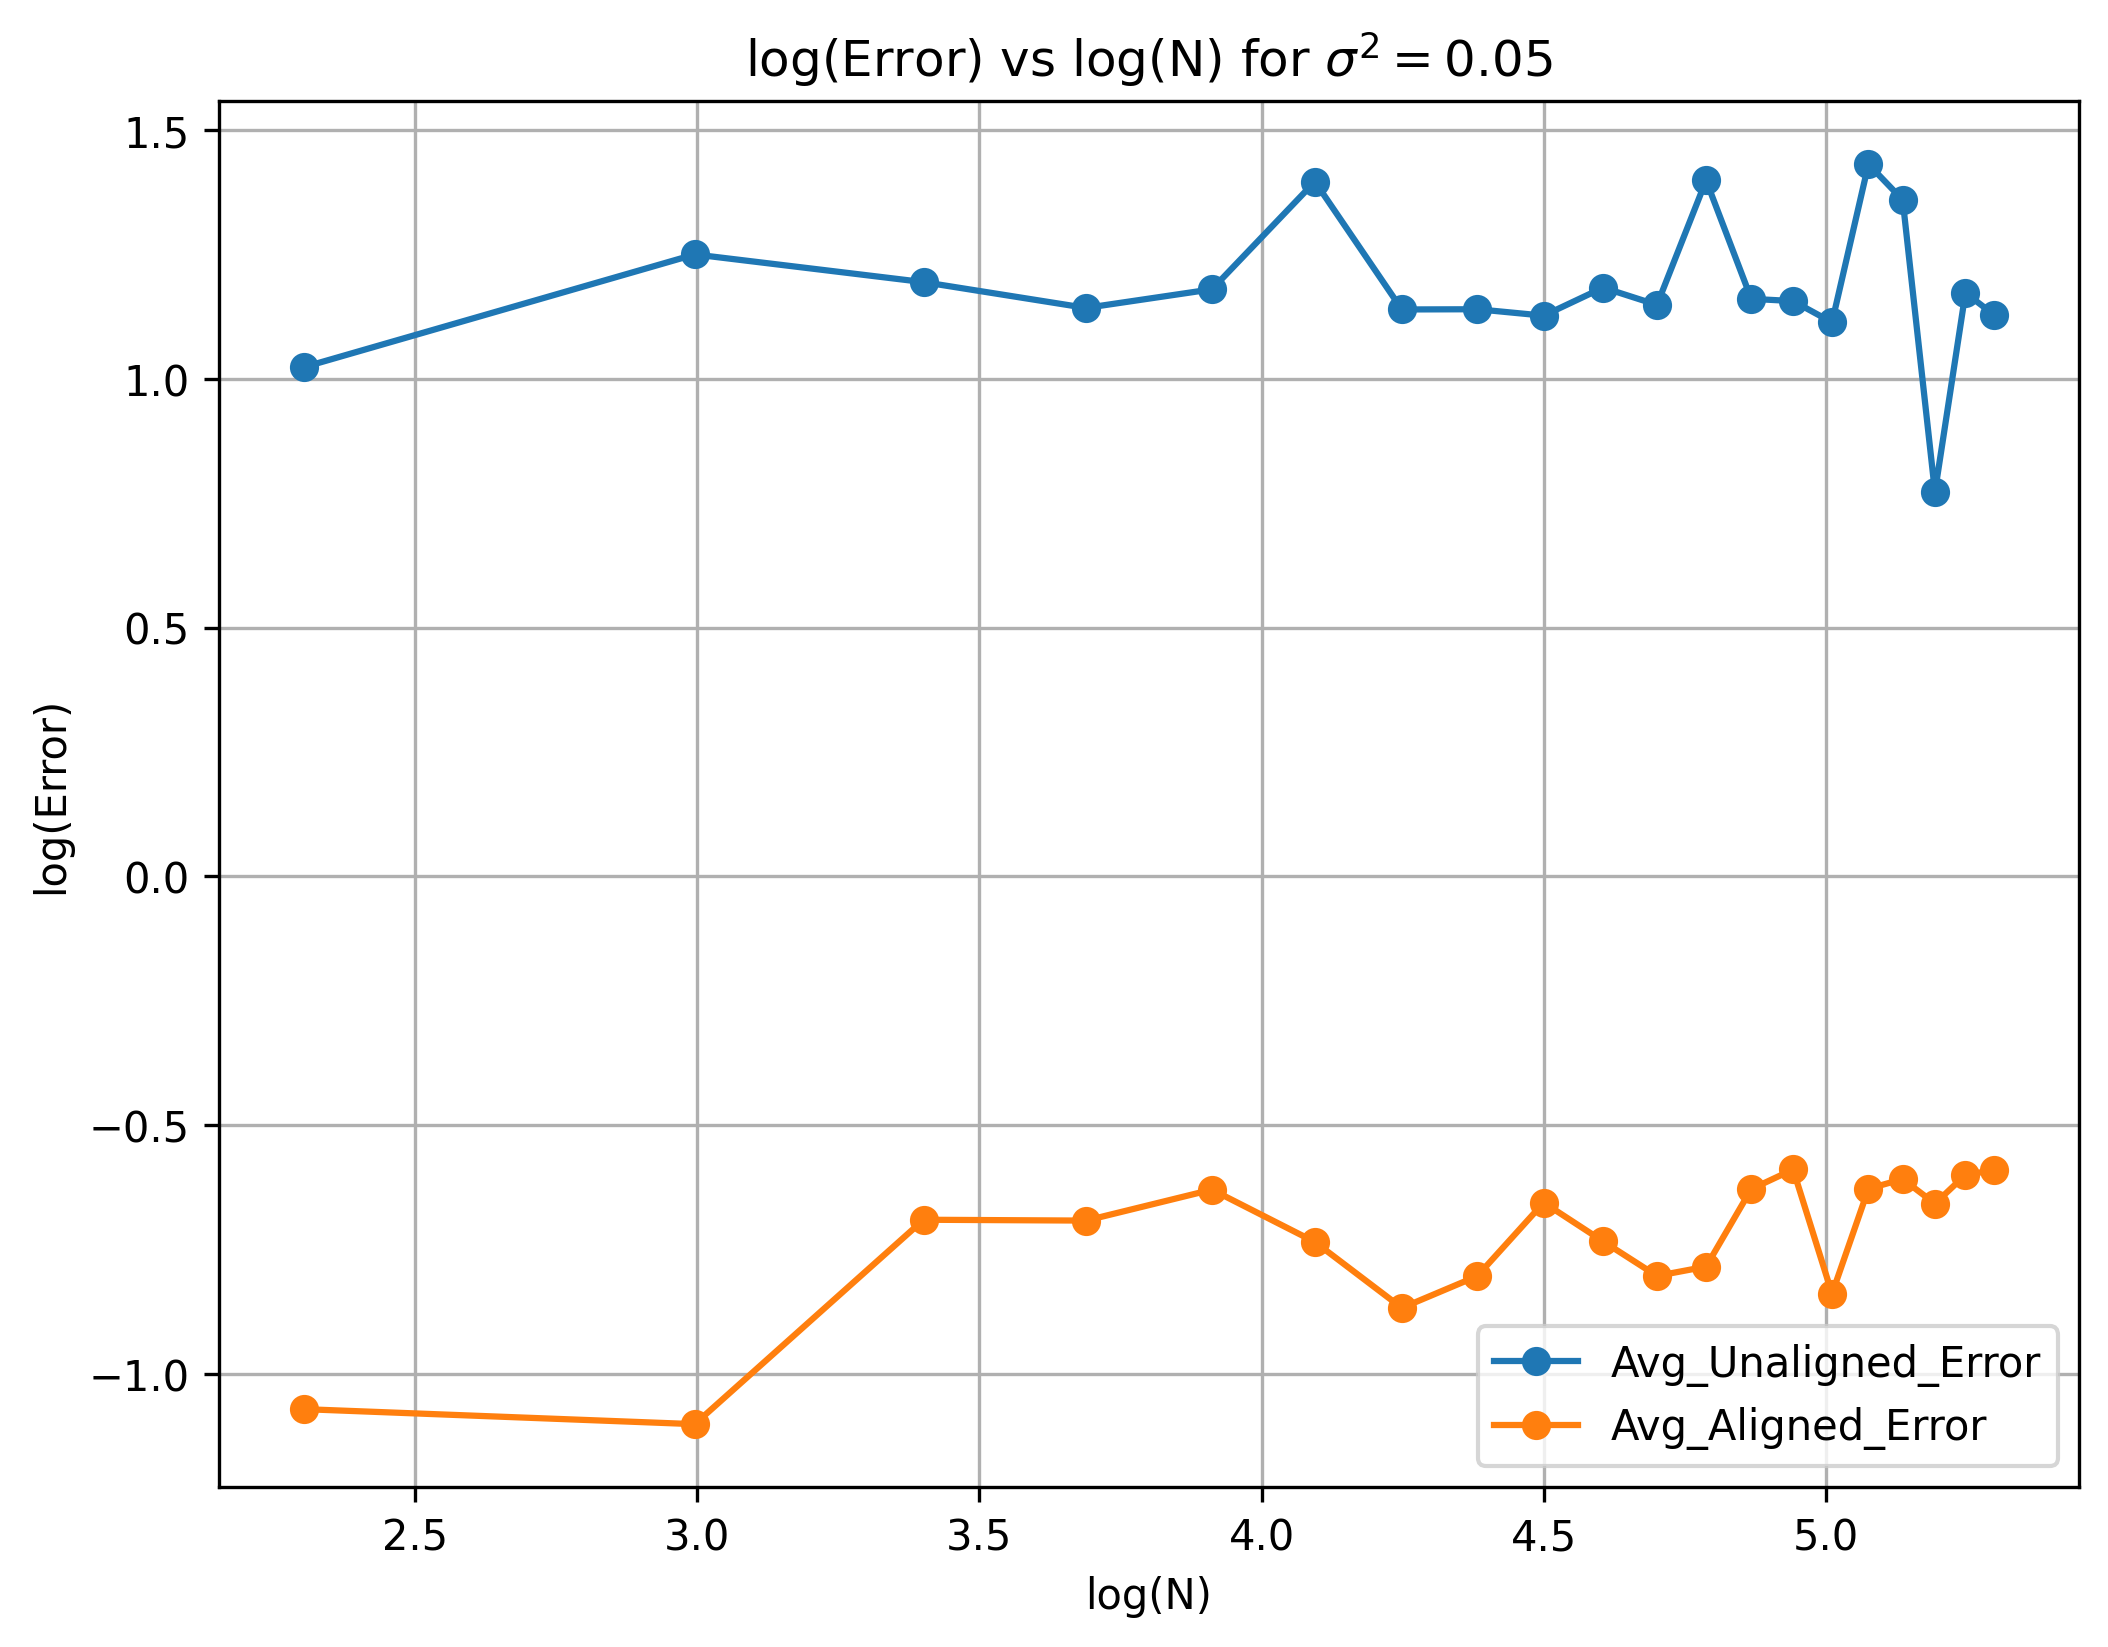 log(Error) vs log(N) for σ² = 0.05
1.5
1.0
0.5
0.0
−0.5
−1.0
log(Error)
2.5 3.0 3.5 4.0 4.5 5.0
log(N)
Avg_Unaligned_Error
Avg_Aligned_Error